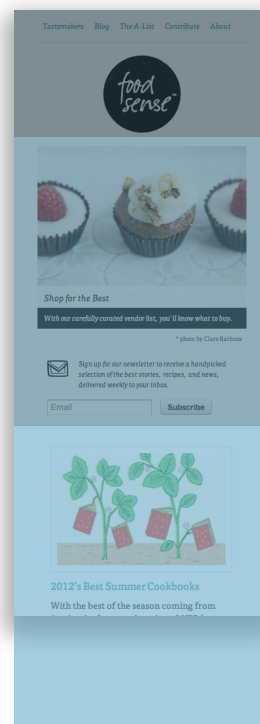 Tastemakers Blog The A-List Contribute About
food
sense™
Shop for the Best
With our carefully curated vendor list, you'll know what to buy.
* photo by Clare Barboza
Sign up for our newsletter to receive a handpicked
selection of the best stories, recipes, and news,
delivered weekly to your inbox.
Email Subscribe
2012's Best Summer Cookbooks
With the best of the season coming from